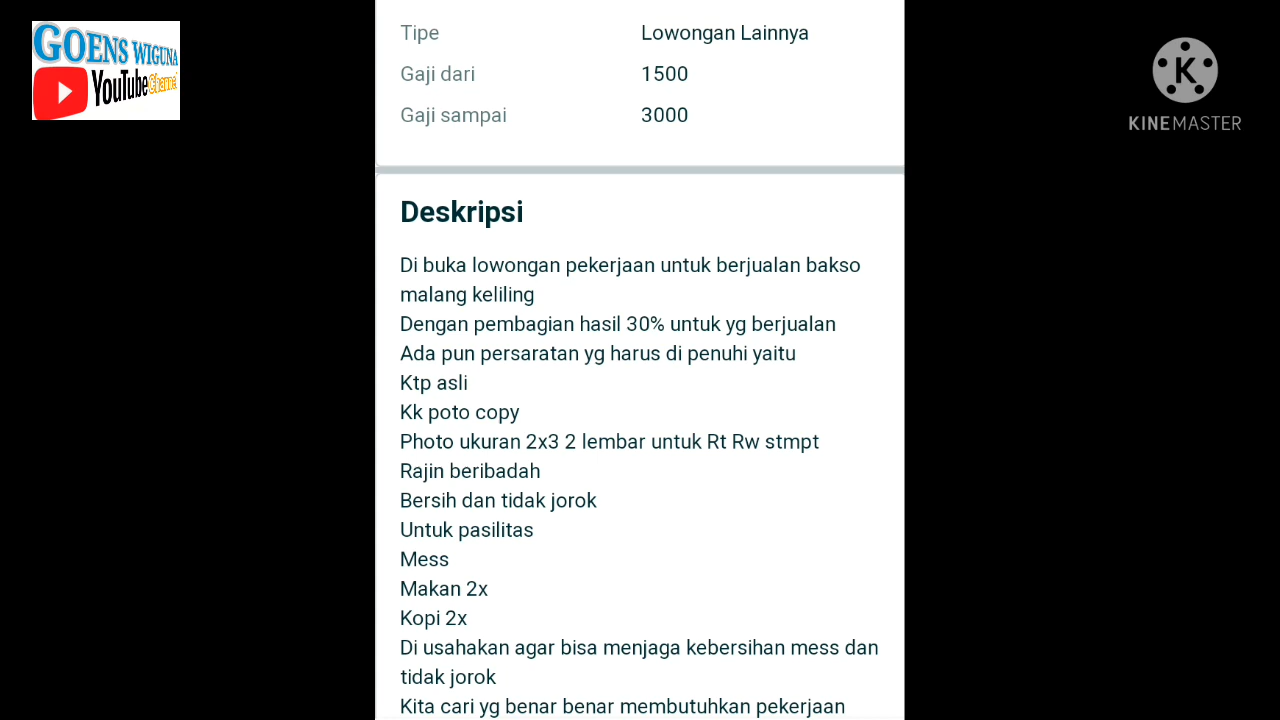 GOENS WIGUNA
YouTube Channel
K
KINEMASTER
Tipe Lowongan Lainnya
Gaji dari 1500
Gaji sampai 3000
Deskripsi
Di buka lowongan pekerjaan untuk berjualan bakso
malang keliling
Dengan pembagian hasil 30% untuk yg berjualan
Ada pun persaratan yg harus di penuhi yaitu
Ktp asli
Kk poto copy
Photo ukuran 2x3 2 lembar untuk Rt Rw stmpt
Rajin beribadah
Bersih dan tidak jorok
Untuk pasilitas
Mess
Makan 2x
Kopi 2x
Di usahakan agar bisa menjaga kebersihan mess dan
tidak jorok
Kita cari yg benar benar membutuhkan pekerjaan